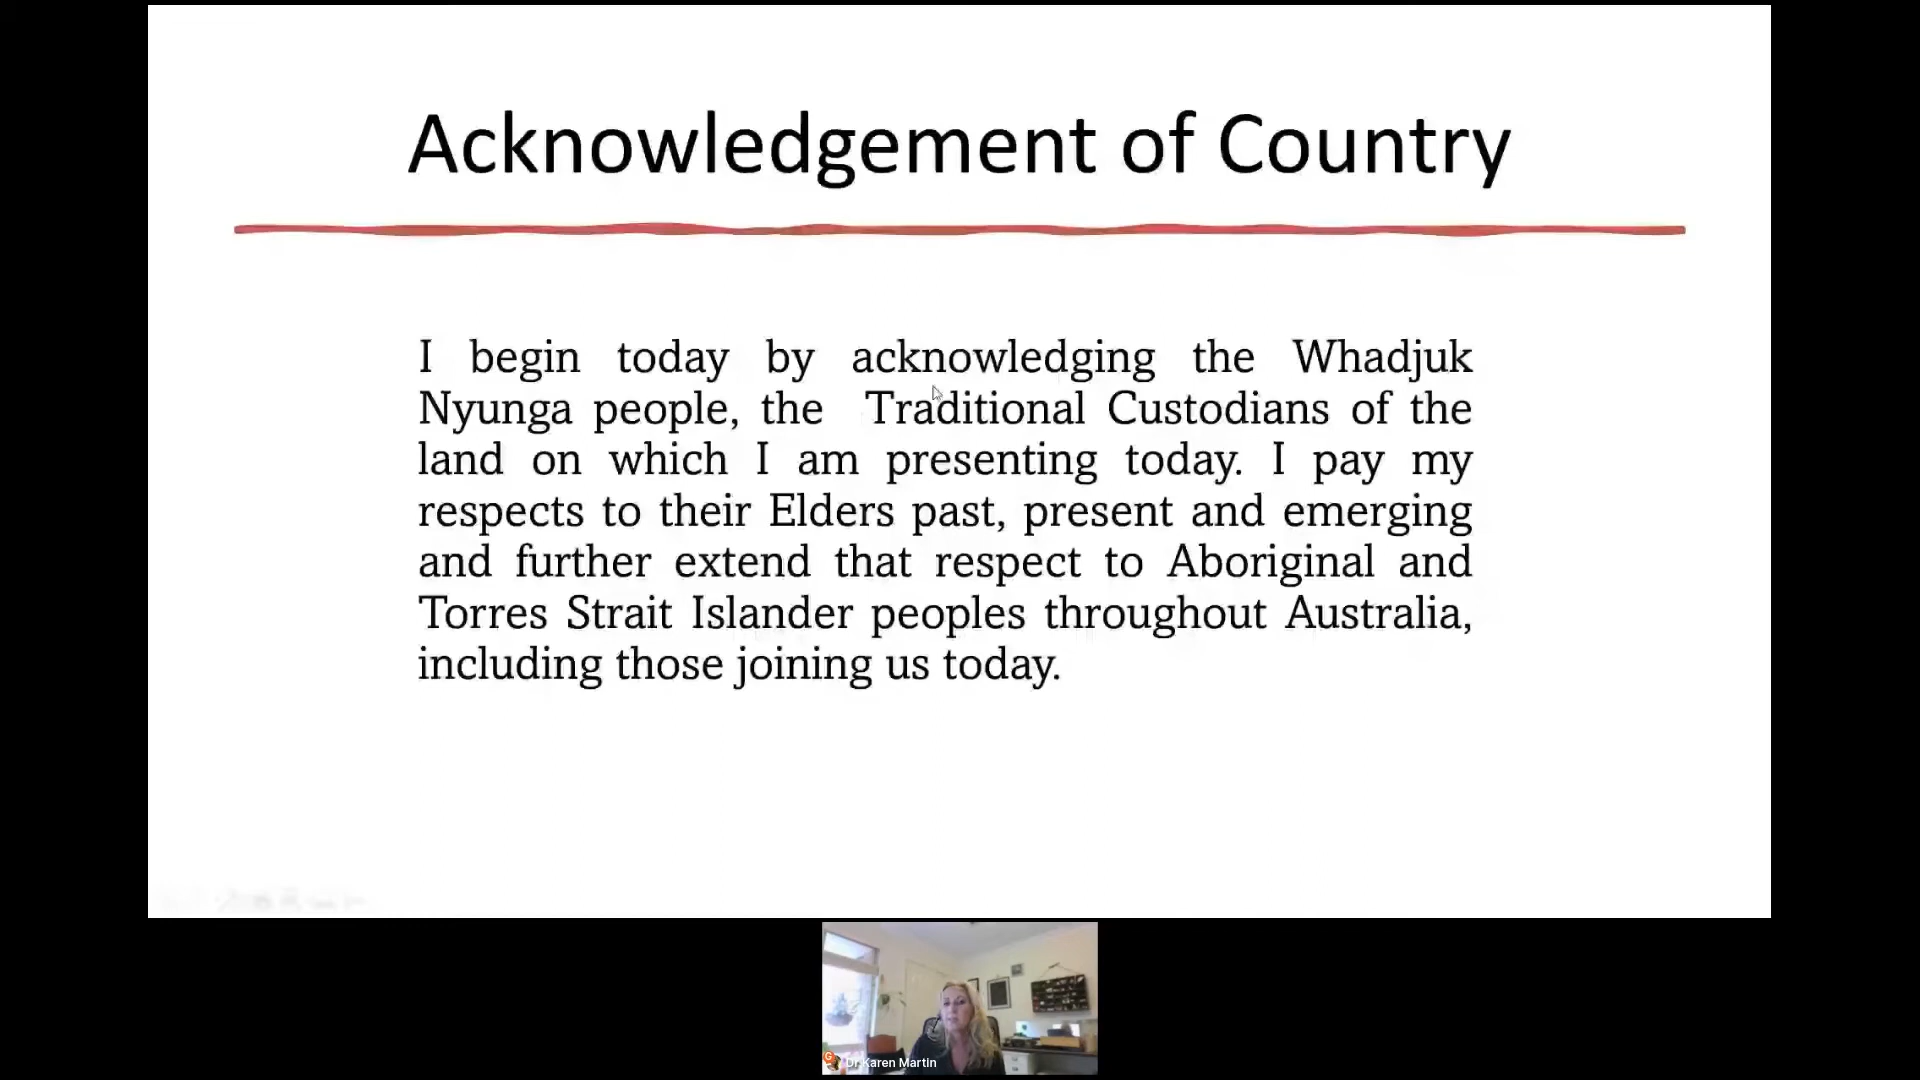 Acknowledgement of Country
I begin today by acknowledging the Whadjuk
Nyunga people, the Traditional Custodians of the
land on which I am presenting today. I pay my
respects to their Elders past, present and emerging
and further extend that respect to Aboriginal and
Torres Strait Islander peoples throughout Australia,
including those joining us today.
G
Dr Karen Martin